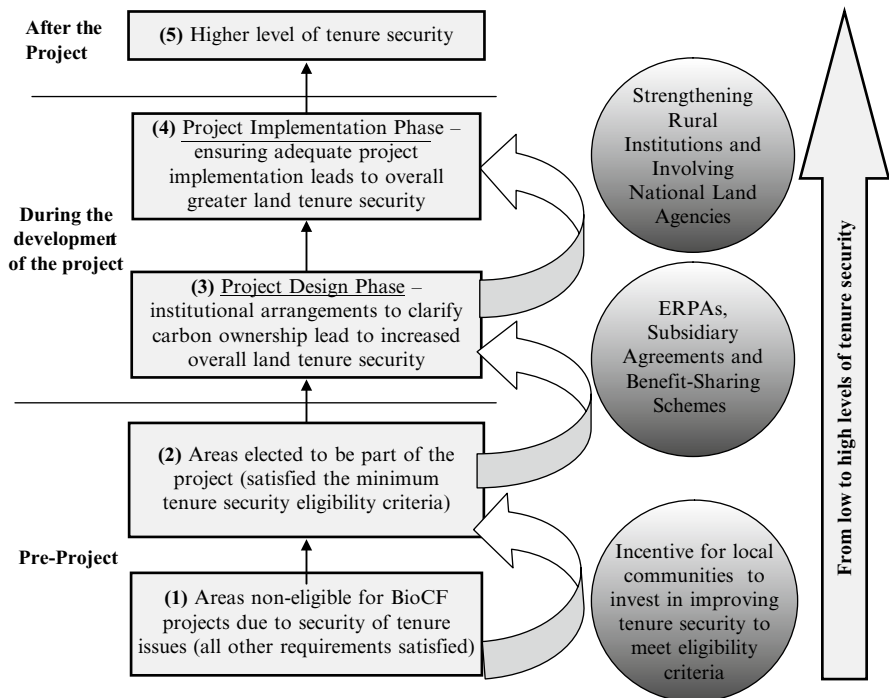 After the
Project
(5) Higher level of tenure security
(4) Project Implementation Phase –
ensuring adequate project
implementation leads to overall
greater land tenure security
Strengthening
Rural
Institutions and
Involving
National Land
Agencies
During the
development
of the project
(3) Project Design Phase –
institutional arrangements to clarify
carbon ownership lead to increased
overall land tenure security
ERPAs,
Subsidiary
Agreements and
Benefit-Sharing
Schemes
(2) Areas elected to be part of the
project (satisfied the minimum
tenure security eligibility criteria)
Pre-Project
(1) Areas non-eligible for BioCF
projects due to security of tenure
issues (all other requirements satisfied)
Incentive for local
communities to
invest in improving
tenure security to
meet eligibility
criteria
From low to high levels of tenure security